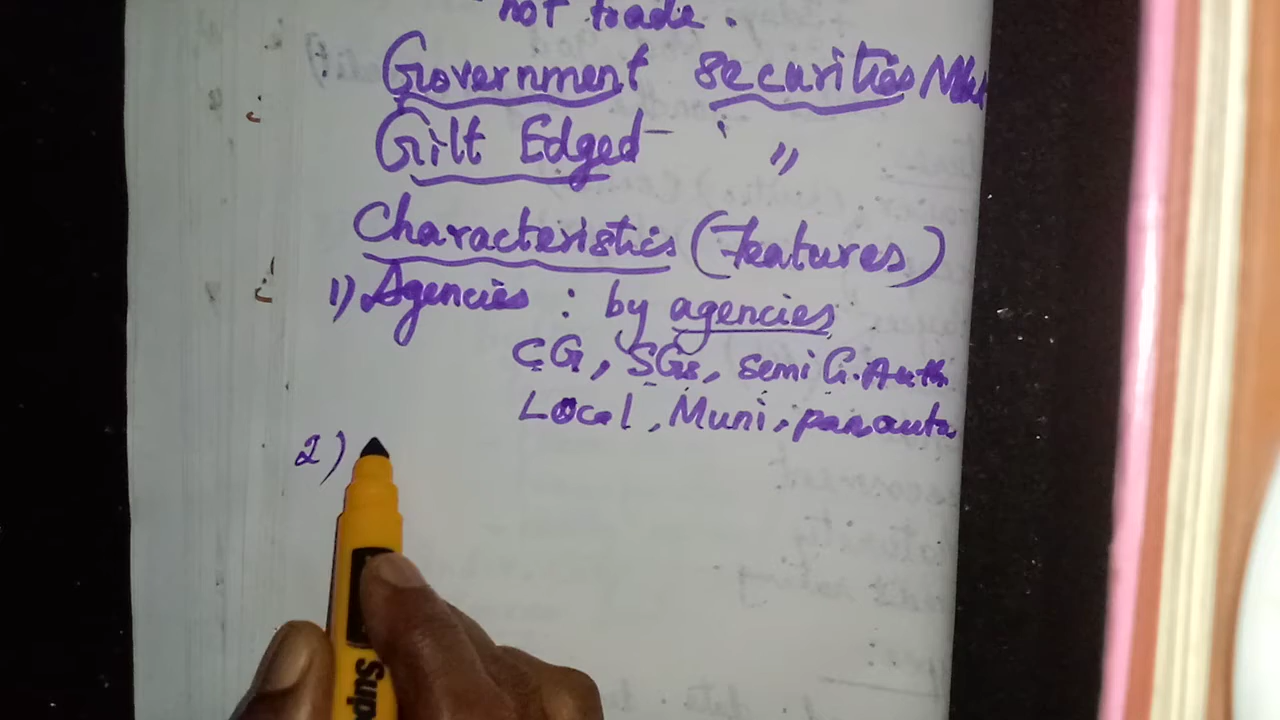 not trade.
Government securities Mkt
Gilt Edged - "
Characteristics (Features)
1) Agencies : by agencies
CG, SGs, semi G. Auth
Local, Muni,
2)